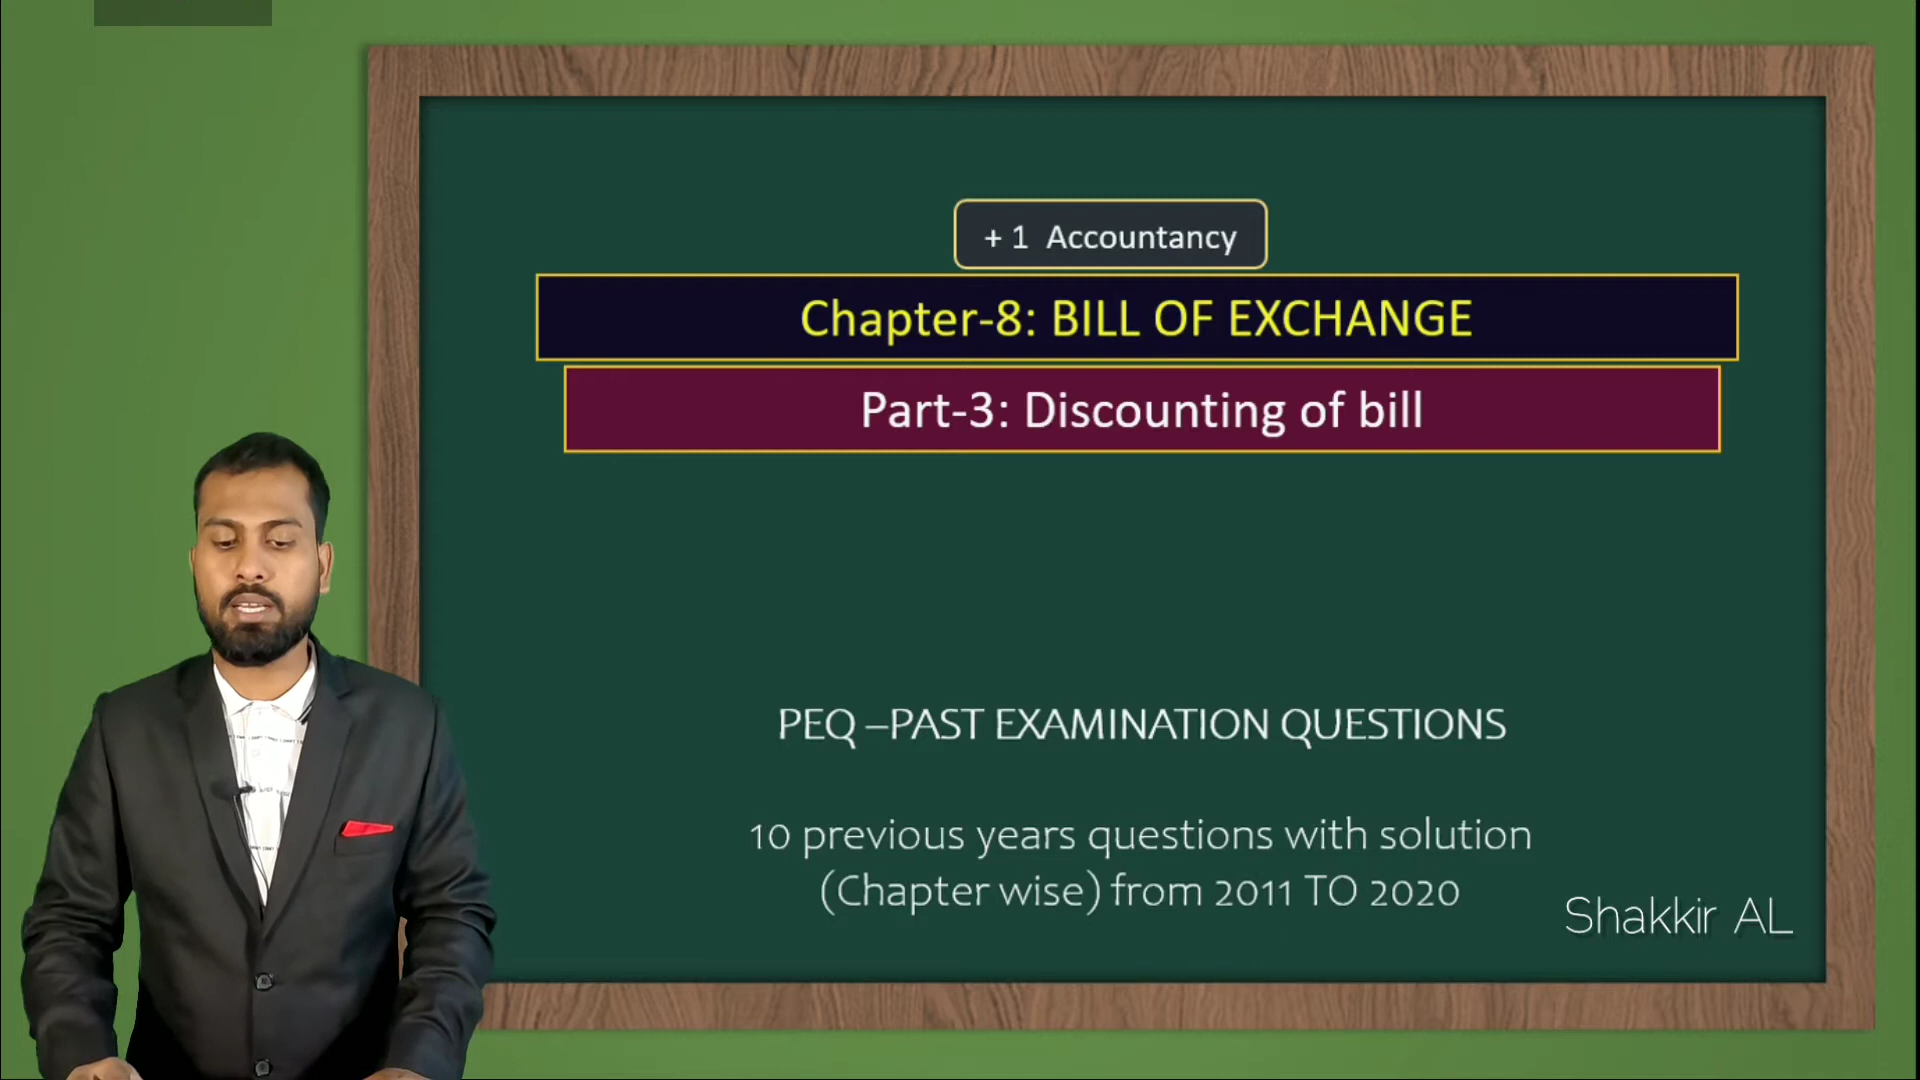 + 1 Accountancy
Chapter-8: BILL OF EXCHANGE
Part-3: Discounting of bill
PEQ –PAST EXAMINATION QUESTIONS
10 previous years questions with solution
(Chapter wise) from 2011 TO 2020
Shakkir AL